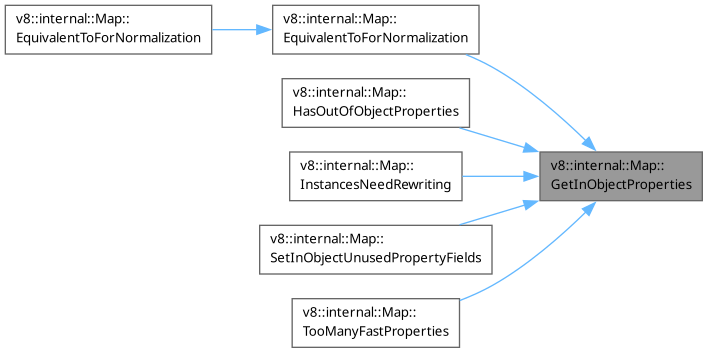 v8::internal::Map::
EquivalentToForNormalization
v8::internal::Map::
EquivalentToForNormalization
v8::internal::Map::
HasOutOfObjectProperties
v8::internal::Map::
InstancesNeedRewriting
v8::internal::Map::
SetInObjectUnusedPropertyFields
v8::internal::Map::
TooManyFastProperties
v8::internal::Map::
GetInObjectProperties